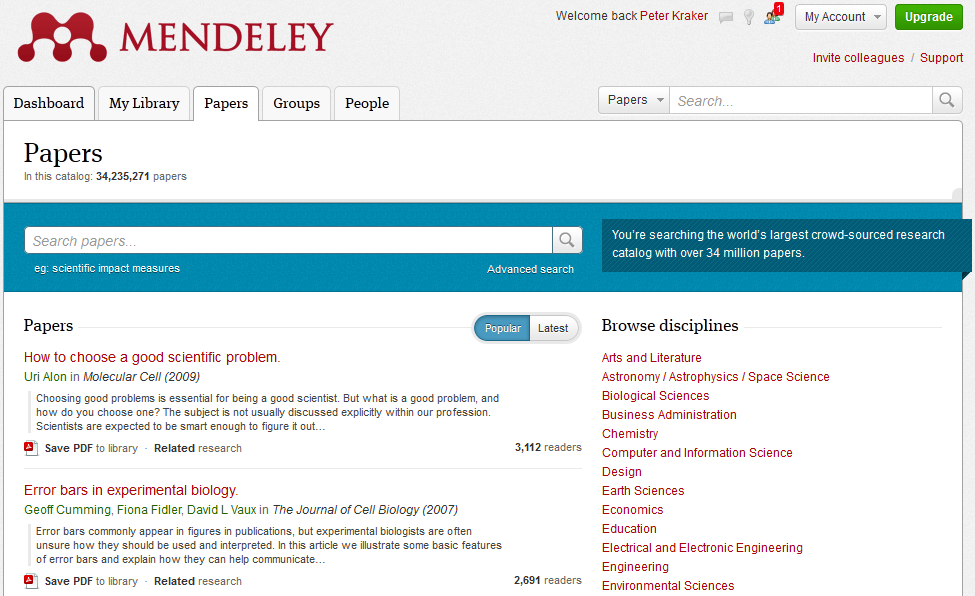 MENDELEY
Welcome back Peter Kraker
1
My Account
Upgrade
Invite colleagues / Support
Dashboard
My Library
Papers
Groups
People
Papers
Search...
Papers
In this catalog: 34,235,271 papers
Search papers...
eg: scientific impact measures
Advanced search
You're searching the world's largest crowd-sourced research
catalog with over 34 million papers.
Papers
Popular
Latest
How to choose a good scientific problem.
Uri Alon in Molecular Cell (2009)
Choosing good problems is essential for being a good scientist. But what is a good problem, and
how do you choose one? The subject is not usually discussed explicitly within our profession.
Scientists are expected to be smart enough to figure it out...
Save PDF to library · Related research
3,112 readers
Error bars in experimental biology.
Geoff Cumming, Fiona Fidler, David L Vaux in The Journal of Cell Biology (2007)
Error bars commonly appear in figures in publications, but experimental biologists are often
unsure how they should be used and interpreted. In this article we illustrate some basic features
of error bars and explain how they can help communicate...
Save PDF to library · Related research
2,691 readers
Browse disciplines
Arts and Literature
Astronomy / Astrophysics / Space Science
Biological Sciences
Business Administration
Chemistry
Computer and Information Science
Design
Earth Sciences
Economics
Education
Electrical and Electronic Engineering
Engineering
Environmental Sciences